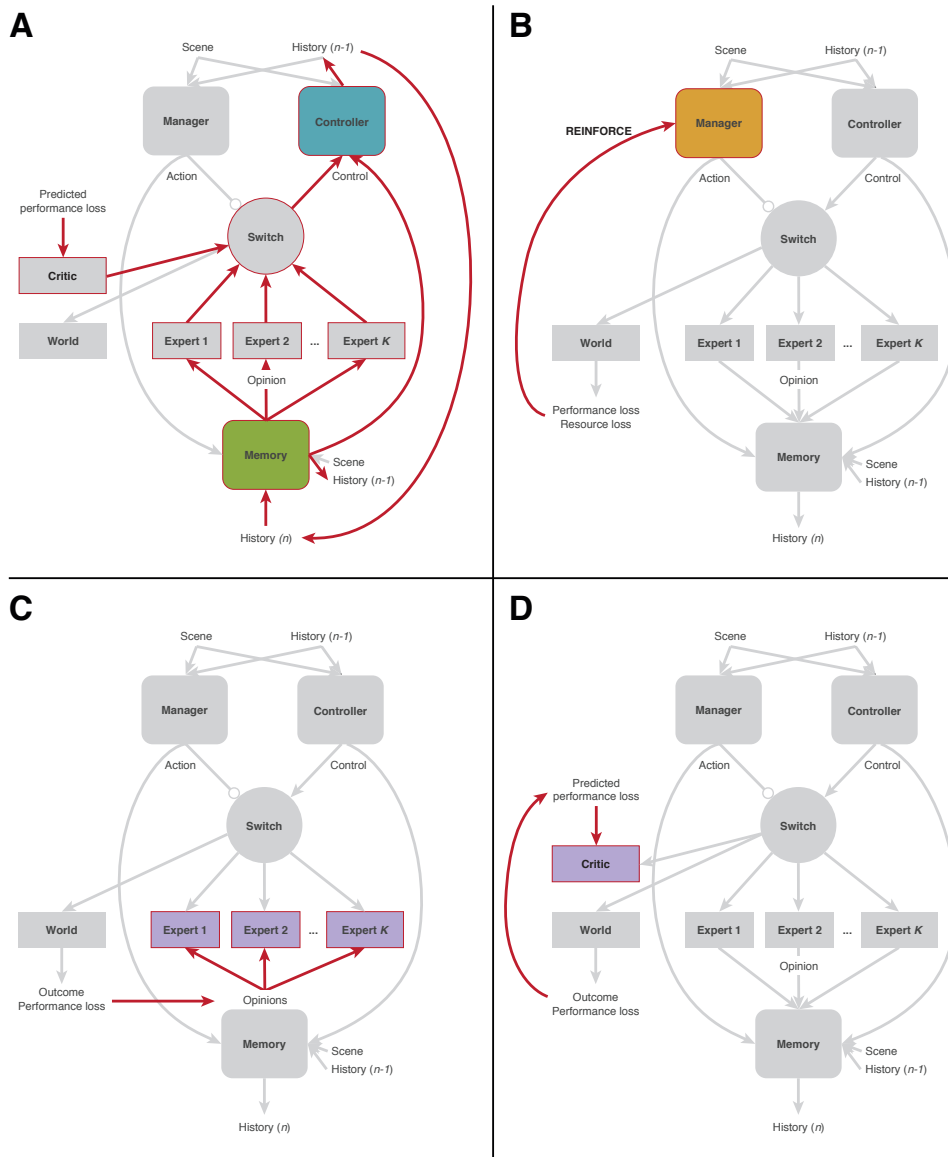 A
Scene
History (n-1)
Manager
Controller
Action
Control
Predicted
performance loss
Switch
Critic
World
Expert 1
Expert 2
...
Expert K
Opinion
Memory
Scene
History (n-1)
History (n)
B
Scene
History (n-1)
REINFORCE
Manager
Controller
Action
Control
Switch
World
Expert 1
Expert 2
...
Expert K
Opinion
Performance loss
Resource loss
Memory
Scene
History (n-1)
History (n)
C
Scene
History (n-1)
Manager
Controller
Action
Control
Switch
World
Expert 1
Expert 2
...
Expert K
Outcome
Performance loss
Opinions
Memory
Scene
History (n-1)
History (n)
D
Scene
History (n-1)
Manager
Controller
Action
Control
Predicted
performance loss
Switch
Critic
World
Expert 1
Expert 2
...
Expert K
Opinion
Outcome
Performance loss
Memory
Scene
History (n-1)
History (n)